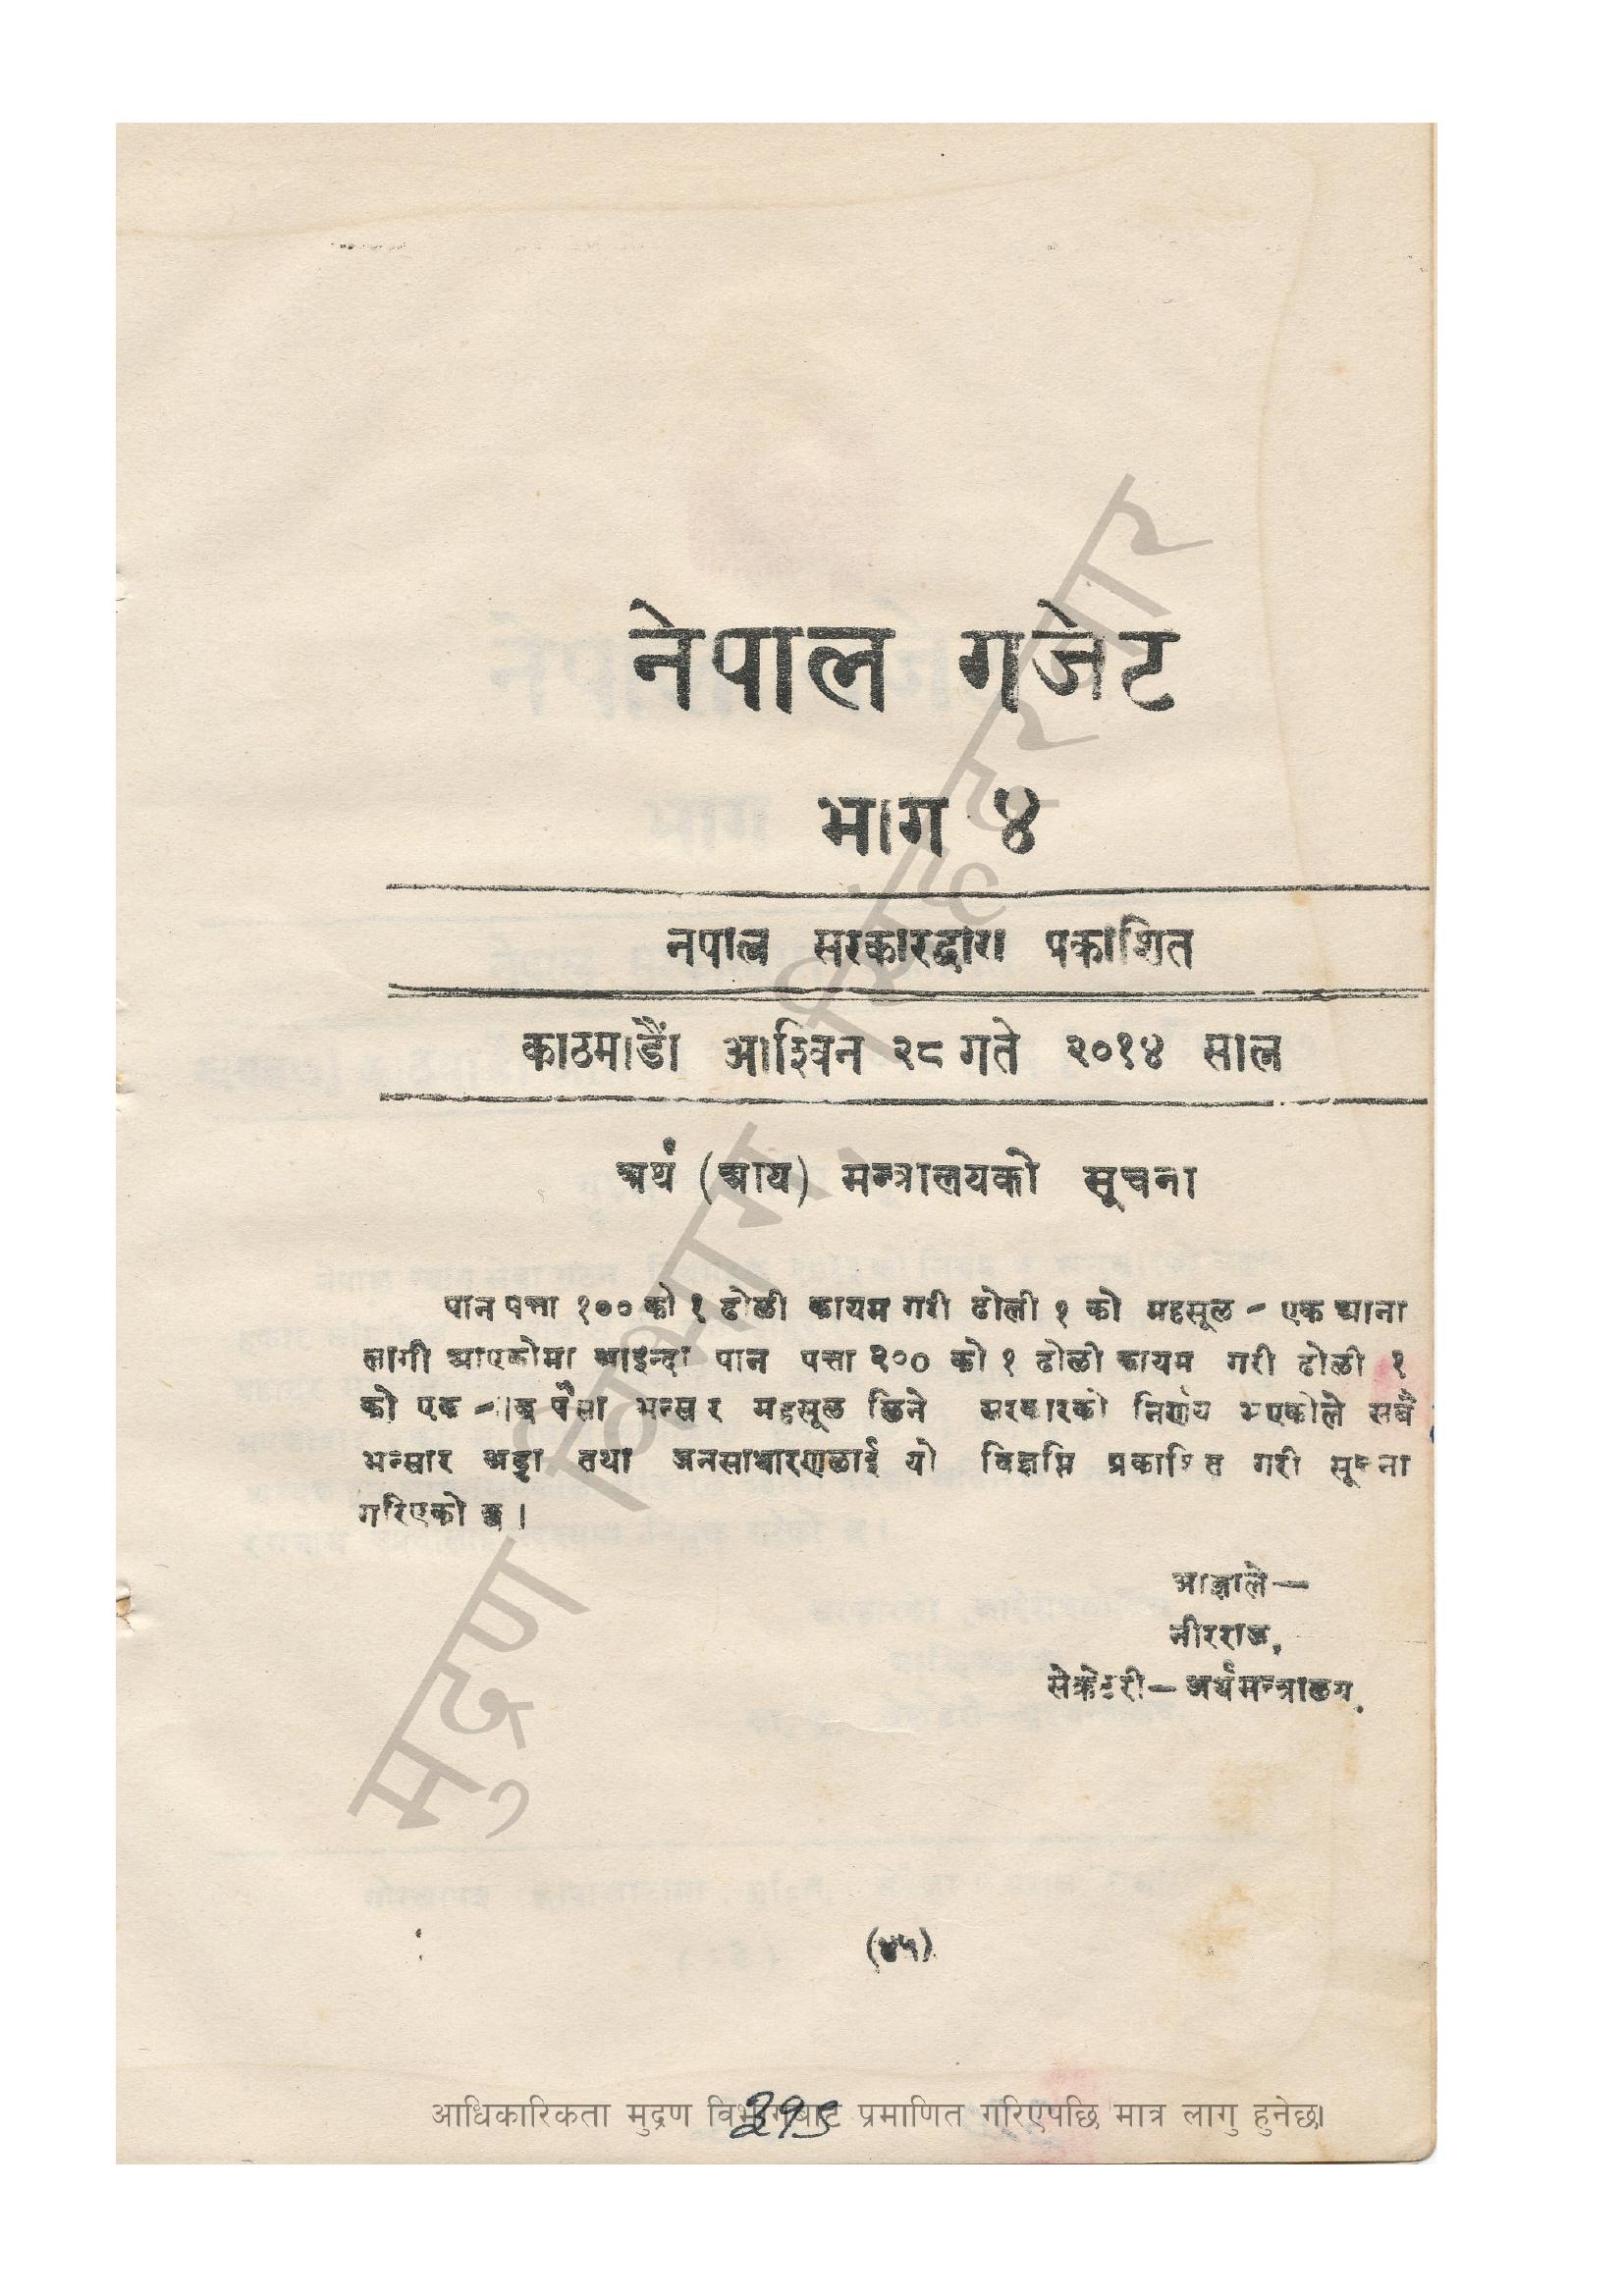 नेपाल गजेट
भाग ४
नपाल सरकारद्वारा पकाशित
काठमाडौं आश्विन २८ गते २०१४ साल
अर्थ (आय) मन्त्रालयको सूचना
पान पत्ता १०० को १ ढोली कायम गरी ढोली १ को महसूल - एक आना
लागी आएकोमा आइन्दा पान पत्ता २०० को १ ढोली कायम गरी ढोली १
को एक - पैसा भन्सार महसूल लिने सरकारको निर्णय भएकोले सबै
भन्सार अड्डा तथा जनसाधारणलाई यो विज्ञप्ति प्रकाशित गरी सूचना
गरिएको छ।
आज्ञाले—
नीरराज,
सेक्रेटरी— अर्थमन्त्रालय.
(४५)
मुद्रण विभाग, सिंहदरबार
आधिकारिकता मुद्रण विभागबाट प्रमाणित गरिएपछि मात्र लागु हुनेछ।